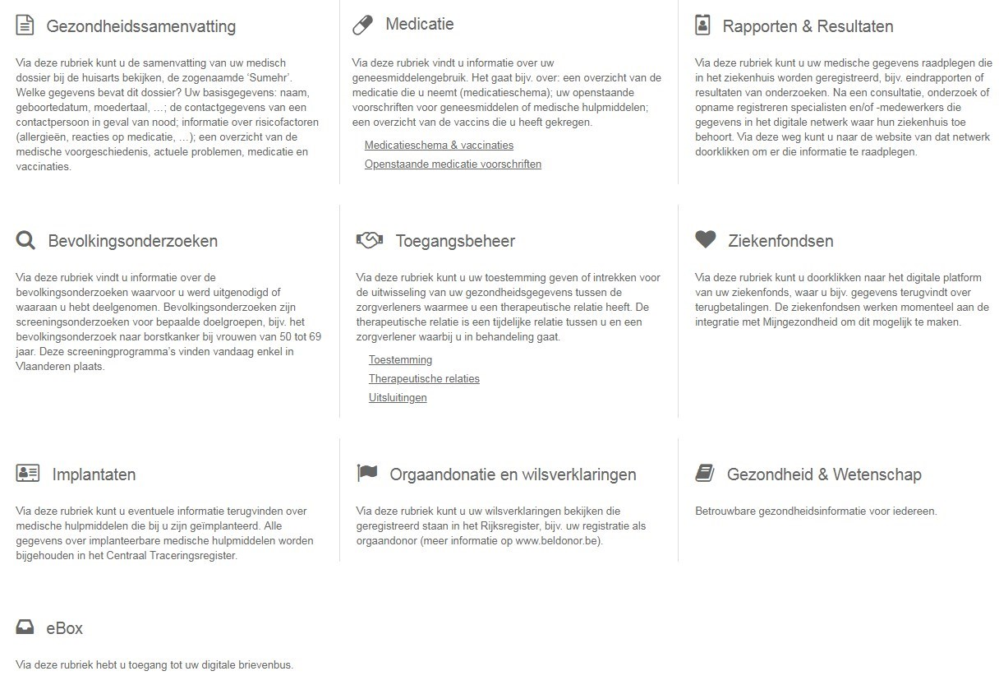 Gezondheidssamenvatting
Via deze rubriek kunt u de samenvatting van uw medisch
dossier bij de huisarts bekijken, de zogenaamde ‘Sumehr’.
Welke gegevens bevat dit dossier? Uw basisgegevens: naam,
geboortedatum, moedertaal, …; de contactgegevens van een
contactpersoon in geval van nood; informatie over risicofactoren
(allergieën, reacties op medicatie, …); een overzicht van de
medische voorgeschiedenis, actuele problemen, medicatie en
vaccinaties.
Medicatie
Via deze rubriek vindt u informatie over uw
geneesmiddelengebruik. Het gaat bijv. over: een overzicht van de
medicatie die u neemt (medicatieschema); uw openstaande
voorschriften voor geneesmiddelen of medische hulpmiddelen;
een overzicht van de vaccins die u heeft gekregen.
Medicatieschema & vaccinaties
Openstaande medicatie voorschriften
Rapporten & Resultaten
Via deze rubriek kunt u uw medische gegevens raadplegen die
in het ziekenhuis worden geregistreerd, bijv. eindrapporten of
resultaten van onderzoeken. Na een consultatie, onderzoek of
opname registreren specialisten en/of -medewerkers die
gegevens in het digitale netwerk waar hun ziekenhuis toe
behoort. Via deze weg kunt u naar de website van dat netwerk
doorklikken om er die informatie te raadplegen.
Bevolkingsonderzoeken
Via deze rubriek vindt u informatie over de
bevolkingsonderzoeken waarvoor u werd uitgenodigd of
waaraan u hebt deelgenomen. Bevolkingsonderzoeken zijn
screeningsonderzoeken voor bepaalde doelgroepen, bijv. het
bevolkingsonderzoek naar borstkanker bij vrouwen van 50 tot 69
jaar. Deze screeningprogramma’s vinden vandaag enkel in
Vlaanderen plaats.
Toegangsbeheer
Via deze rubriek kunt u uw toestemming geven of intrekken voor
de uitwisseling van uw gezondheidsgegevens tussen de
zorgverleners waarmee u een therapeutische relatie heeft. De
therapeutische relatie is een tijdelijke relatie tussen u en een
zorgverlener waarbij u in behandeling gaat.
Toestemming
Therapeutische relaties
Uitsluitingen
Ziekenfondsen
Via deze rubriek kunt u doorklikken naar het digitale platform
van uw ziekenfonds, waar u bijv. gegevens terugvindt over
terugbetalingen. De ziekenfondsen werken momenteel aan de
integratie met Mijngezondheid om dit mogelijk te maken.
Implantaten
Via deze rubriek kunt u eventuele informatie terugvinden over
medische hulpmiddelen die bij u zijn geïmplanteerd. Alle
gegevens over implanteerbare medische hulpmiddelen worden
bijgehouden in het Centraal Traceringsregister.
Orgaandonatie en wilsverklaringen
Via deze rubriek kunt u uw wilsverklaringen bekijken die
geregistreerd staan in het Rijksregister, bijv. uw registratie als
orgaandonor (meer informatie op www.beldonor.be).
Gezondheid & Wetenschap
Betrouwbare gezondheidsinformatie voor iedereen.
eBox
Via deze rubriek hebt u toegang tot uw digitale brievenbus.